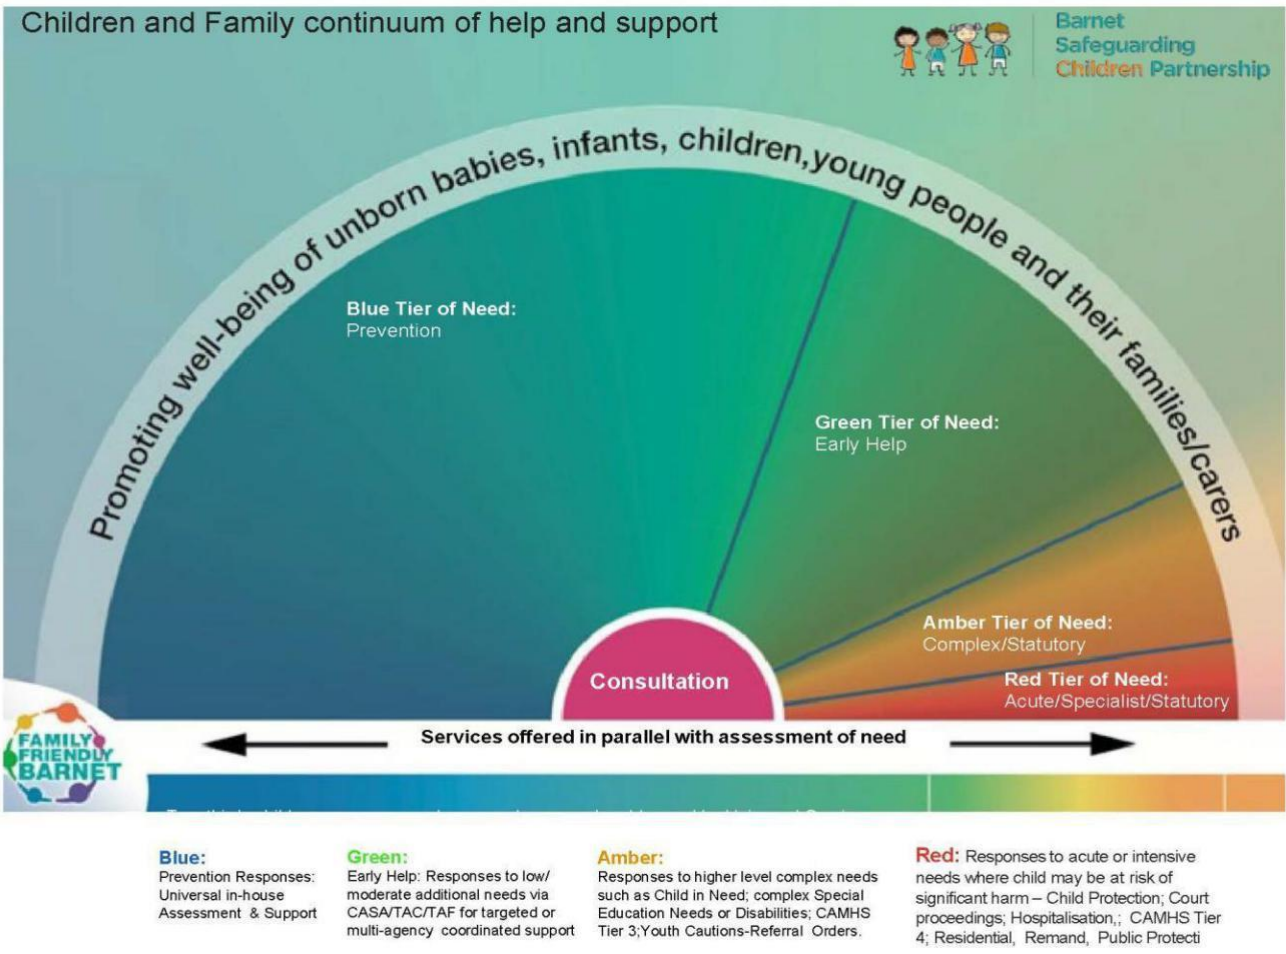 Children and Family continuum of help and support
Barnet
Safeguarding
Children Partnership
Promoting well-being of unborn babies, infants, children,young people and their families/carers
Blue Tier of Need:
Prevention
Green Tier of Need:
Early Help
Amber Tier of Need:
Complex/Statutory
Red Tier of Need:
Acute/Specialist/Statutory
Consultation
FAMILY
FRIENDLY
BARNET
Services offered in parallel with assessment of need
Blue:
Prevention Responses:
Universal in-house
Assessment & Support
Green:
Early Help: Responses to low/
moderate additional needs via
CASA/TAC/TAF for targeted or
multi-agency coordinated support
Amber:
Responses to higher level complex needs
such as Child in Need; complex Special
Education Needs or Disabilities; CAMHS
Tier 3;Youth Cautions-Referral Orders.
Red: Responses to acute or intensive
needs where child may be at risk of
significant harm – Child Protection; Court
proceedings; Hospitalisation,; CAMHS Tier
4; Residential, Remand, Public Protecti